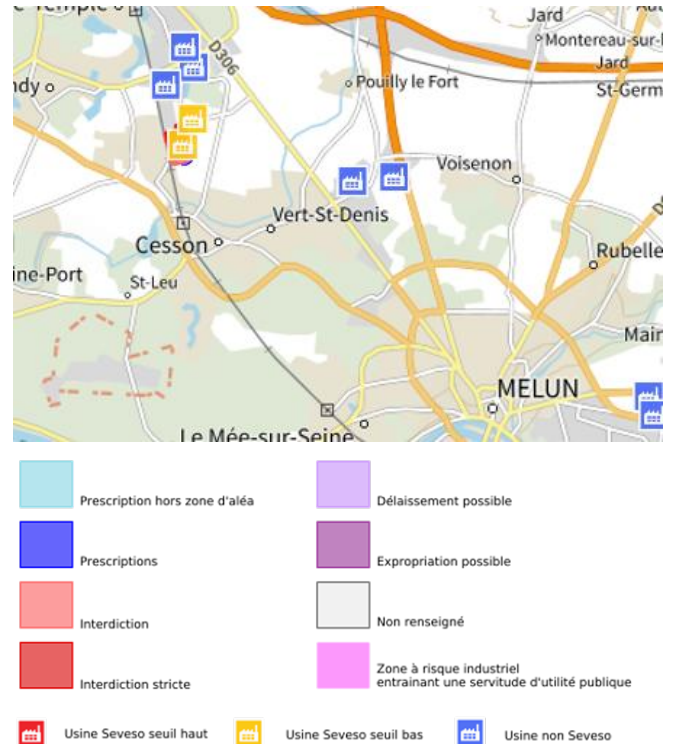 Jard
D306
Montereau-sur-
Jard
ndy
Pouilly le Fort
St-Germ
Voisenon
Vert-St-Denis
Cesson
Rubelle
ine-Port
St-Leu
Main
MELUN
Le Mée-sur-Seine
Prescription hors zone d'aléa
Délaissement possible
Prescriptions
Expropriation possible
Interdiction
Non renseigné
Interdiction stricte
Zone à risque industriel
entrainant une servitude d'utilité publique
Usine Seveso seuil haut
Usine Seveso seuil bas
Usine non Seveso